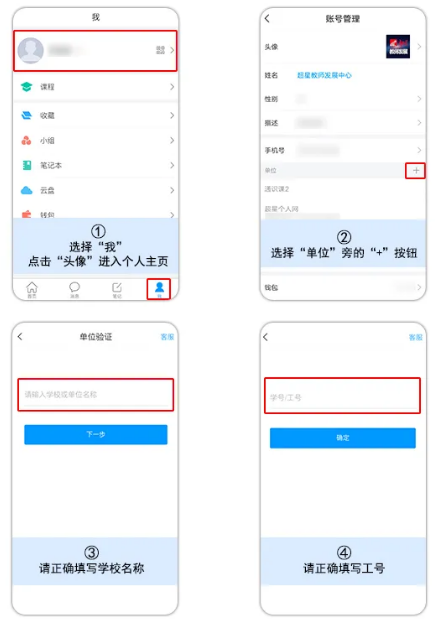 我
课程
收藏
小组
笔记本
云盘
钱包
①
选择“我”
点击“头像”进入个人主页
首页
消息
笔记
我
账号管理
头像
教师发展
姓名
超星教师发展中心
性别
描述
手机号
单位
+
通识课2
超星个人网
②
选择“单位”旁的“+”按钮
钱包
单位验证
客服
请输入学校或单位名称
下一步
③
请正确填写学校名称
客服
学号/工号
确定
④
请正确填写工号